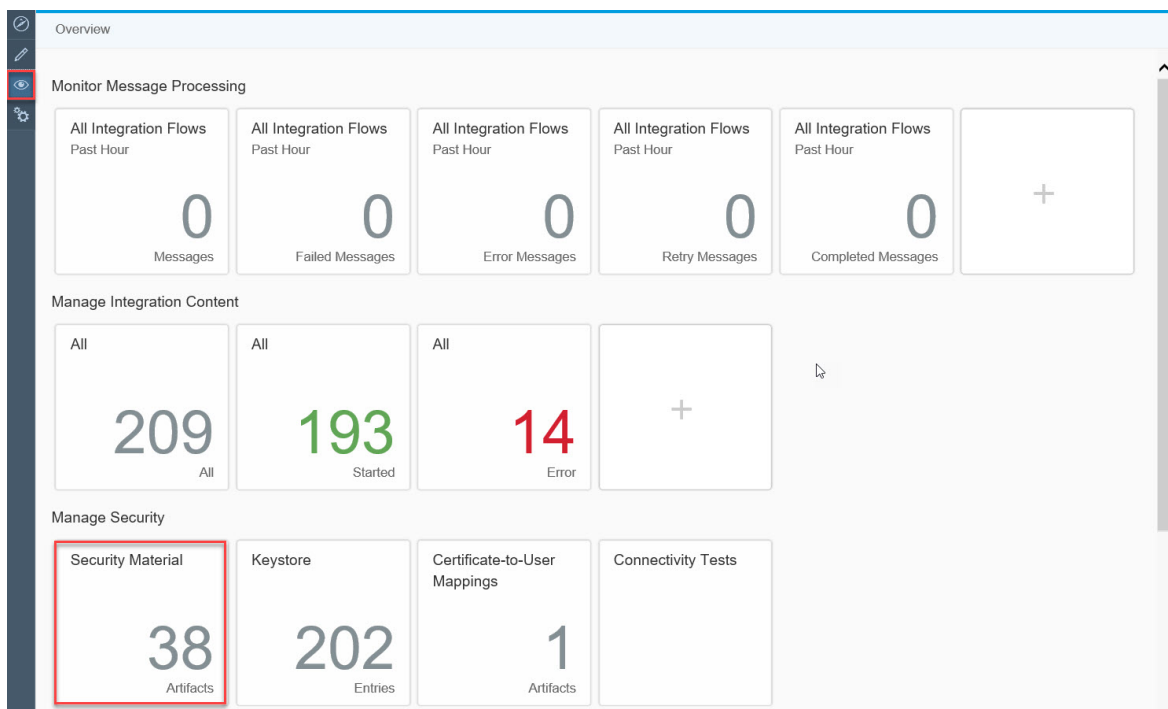 Overview
Monitor Message Processing
All Integration Flows
Past Hour
0
Messages
All Integration Flows
Past Hour
0
Failed Messages
All Integration Flows
Past Hour
0
Error Messages
All Integration Flows
Past Hour
0
Retry Messages
All Integration Flows
Past Hour
0
Completed Messages
+
Manage Integration Content
All
209
All
All
193
Started
All
14
Error
+
Manage Security
Security Material
38
Artifacts
Keystore
202
Entries
Certificate-to-User
Mappings
1
Artifacts
Connectivity Tests